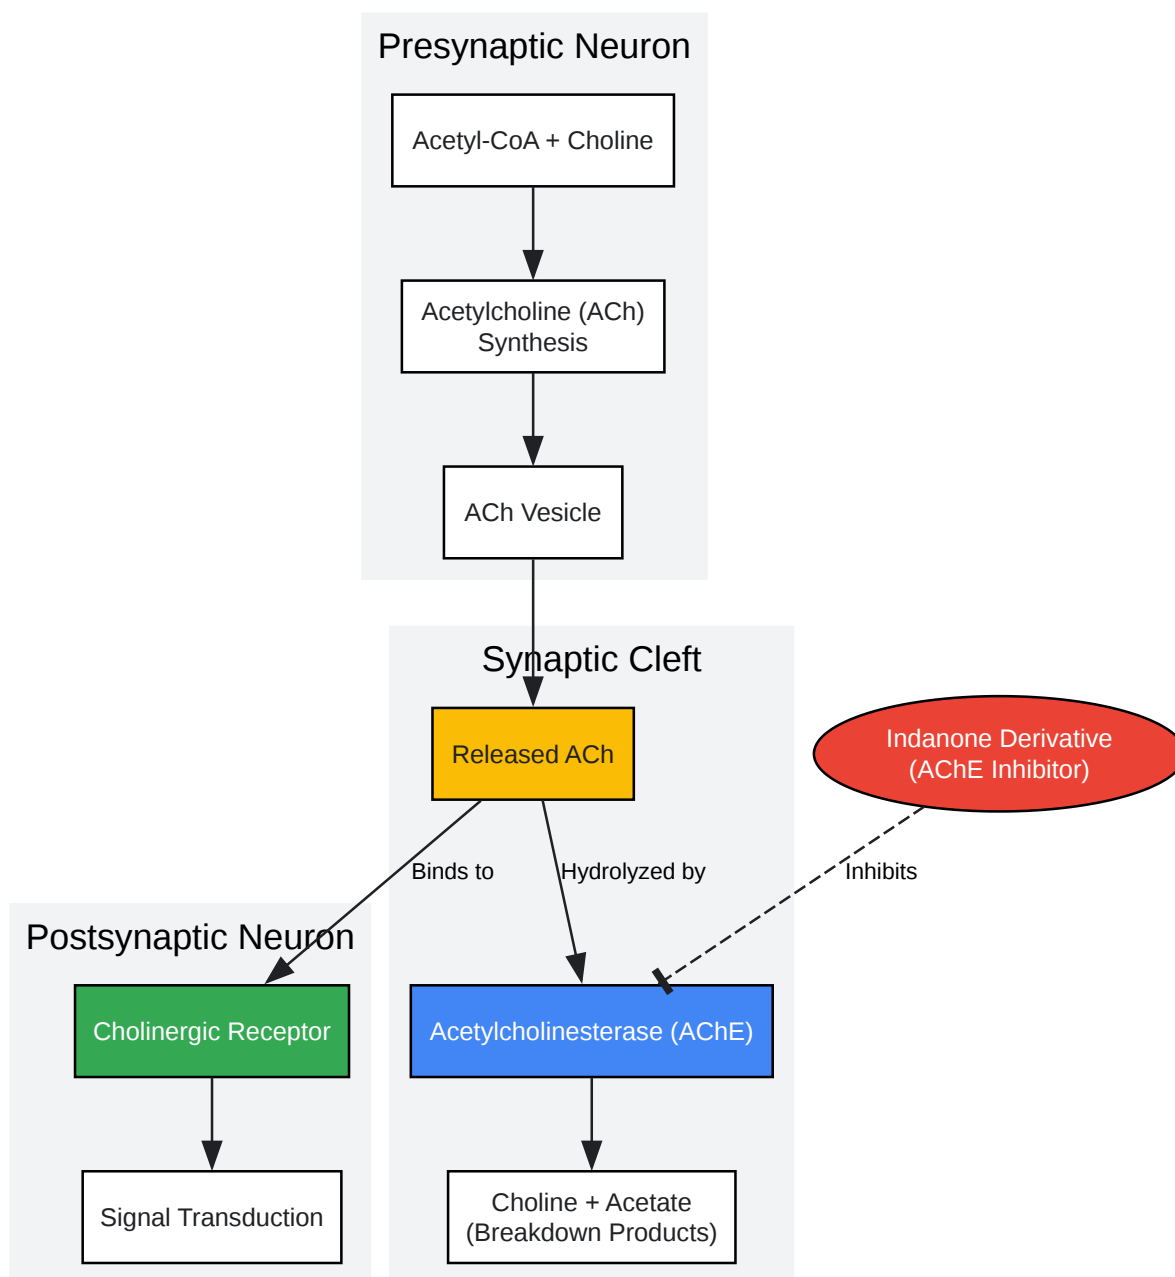 Presynaptic Neuron
Acetyl-CoA + Choline
Acetylcholine (ACh)
Synthesis
ACh Vesicle
Synaptic Cleft
Released ACh
Indanone Derivative
(AChE Inhibitor)
Binds to
Hydrolyzed by
Inhibits
Postsynaptic Neuron
Cholinergic Receptor
Acetylcholinesterase (AChE)
Signal Transduction
Choline + Acetate
(Breakdown Products)